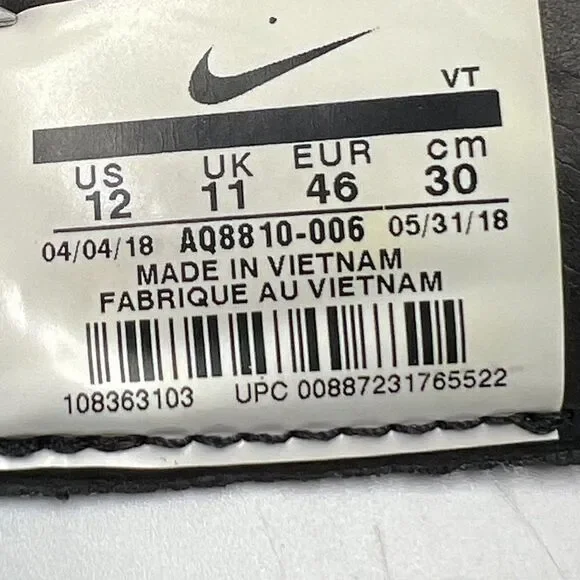 VT
US UK EUR cm
12 11 46 30
04/04/18 AQ8810-006 05/31/18
MADE IN VIETNAM
FABRIQUE AU VIETNAM
108363103 UPC 00887231765522